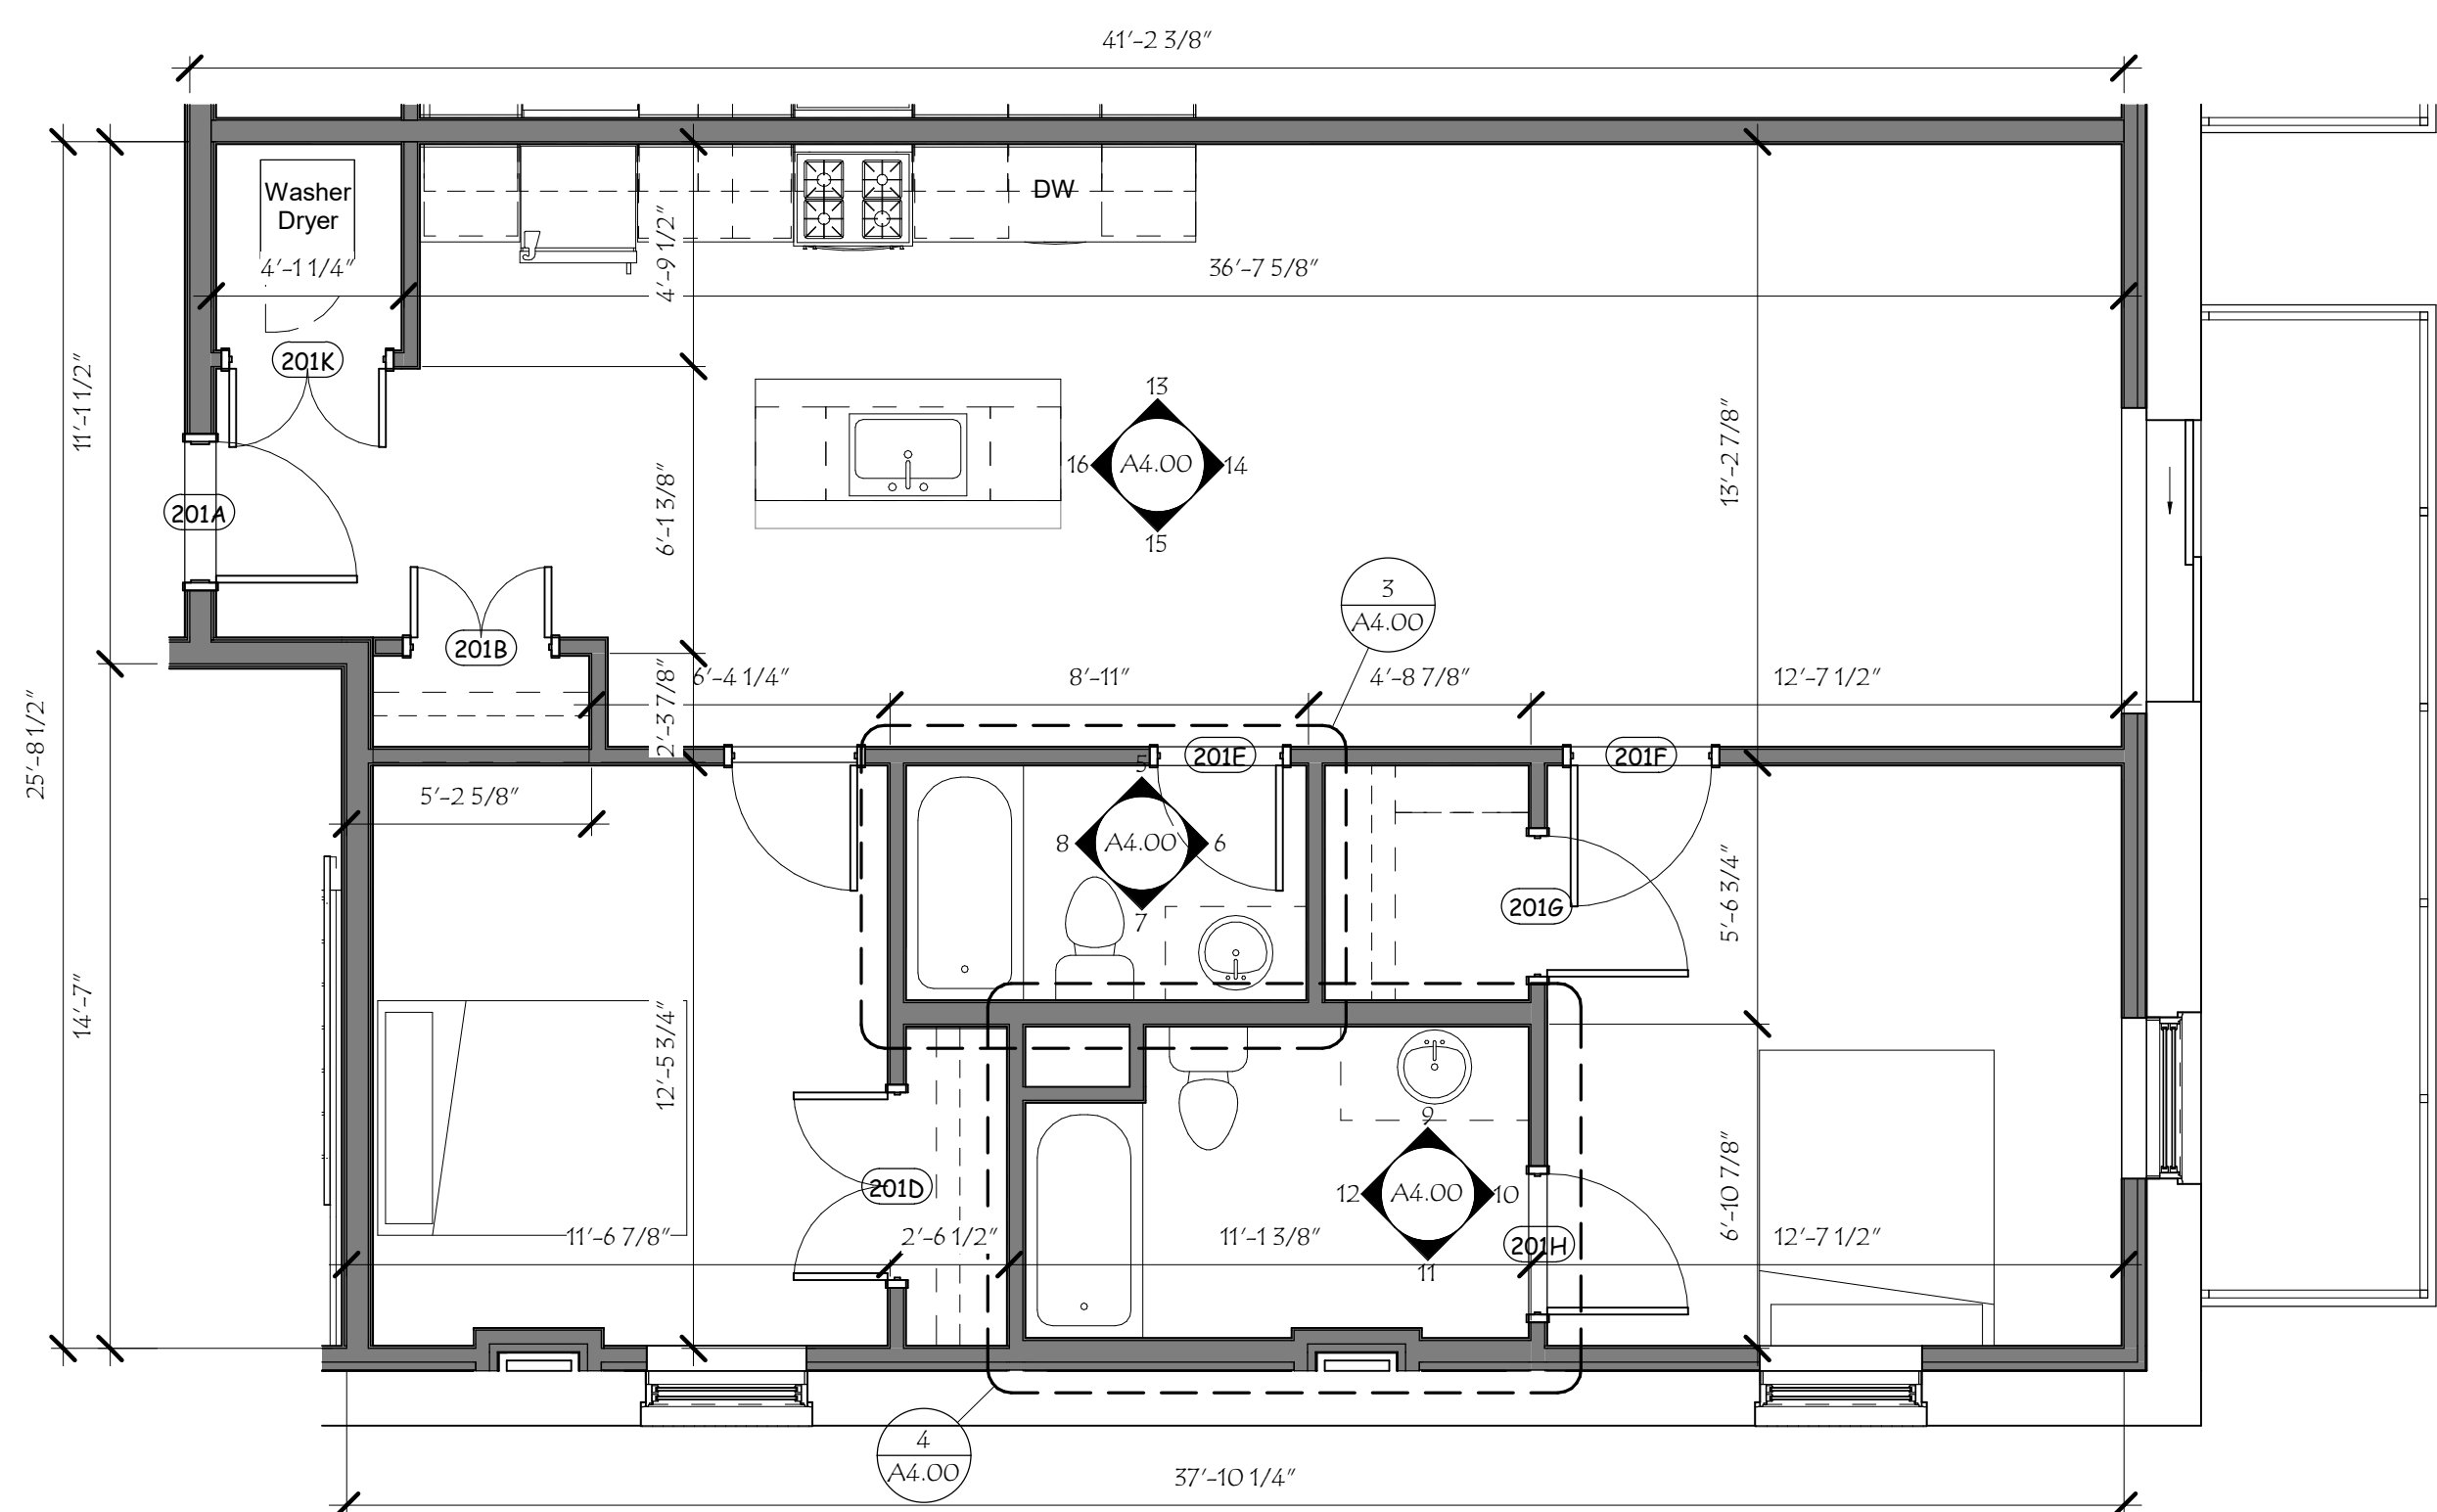 41'-2 3/8"
Washer
Dryer
DW
4'-1 1/4"
4'-9 1/2"
36'-7 5/8"
201K
11'-1 1/2"
13
16
A4.00
14
15
6'-1 3/8"
13'-2 7/8"
201A
3
A4.00
201B
2'-3 7/8"
6'-4 1/4"
8'-11"
4'-8 7/8"
12'-7 1/2"
25'-8 1/2"
201E
201F
5
8
A4.00
6
7
5'-2 5/8"
5'-6 3/4"
201G
14'-7"
12'-5 3/4"
9
12
A4.00
10
11
201D
6'-10 7/8"
11'-6 7/8"
2'-6 1/2"
11'-1 3/8"
201H
12'-7 1/2"
4
A4.00
37'-10 1/4"